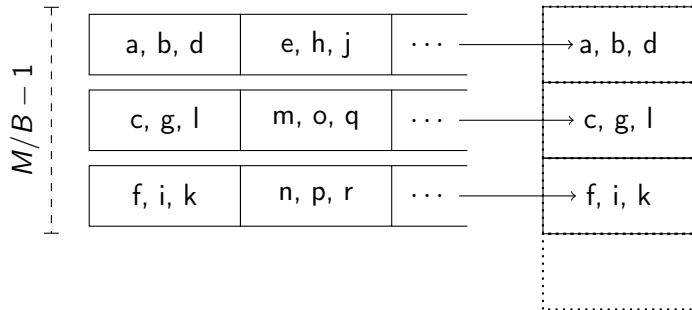 a, b, d e, h, j ··· a, b, d
c, g, l m, o, q ··· c, g, l
f, i, k n, p, r ··· f, i, k
M/B − 1